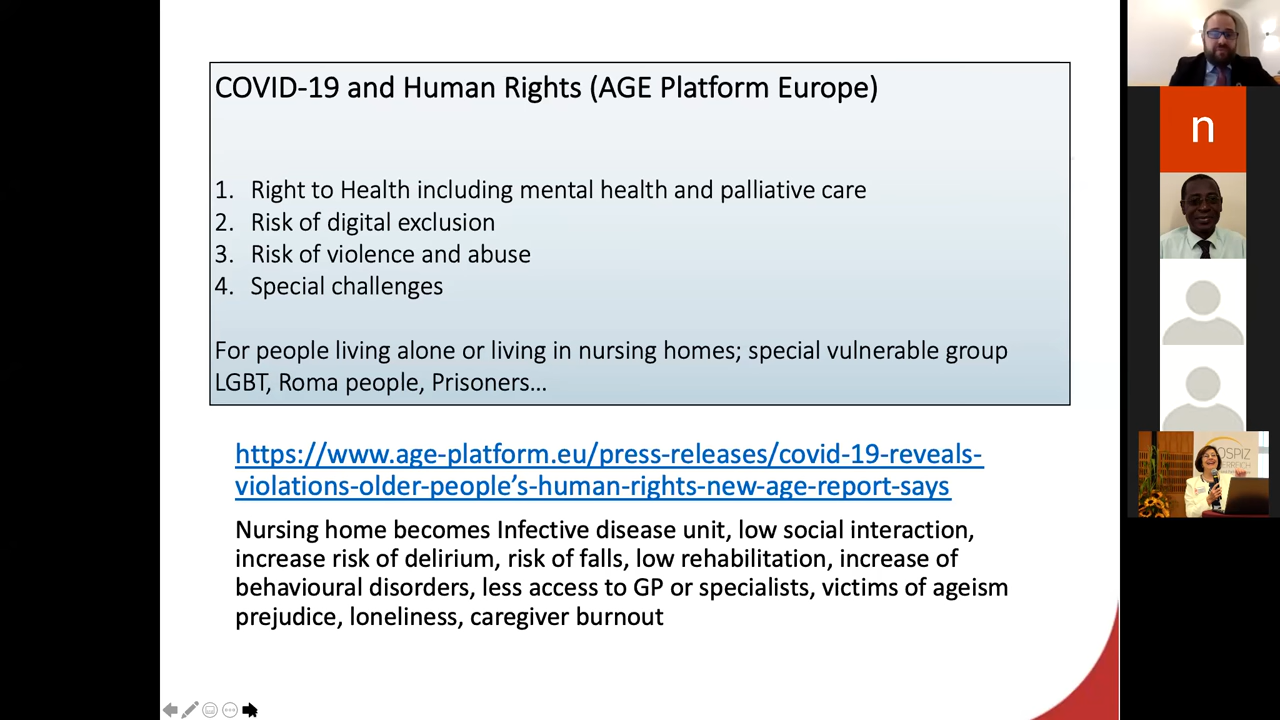 COVID-19 and Human Rights (AGE Platform Europe)
1. Right to Health including mental health and palliative care
2. Risk of digital exclusion
3. Risk of violence and abuse
4. Special challenges
For people living alone or living in nursing homes; special vulnerable group
LGBT, Roma people, Prisoners...
https://www.age-platform.eu/press-releases/covid-19-reveals-
violations-older-people's-human-rights-new-age-report-says
Nursing home becomes Infective disease unit, low social interaction,
increase risk of delirium, risk of falls, low rehabilitation, increase of
behavioural disorders, less access to GP or specialists, victims of ageism
prejudice, loneliness, caregiver burnout
n